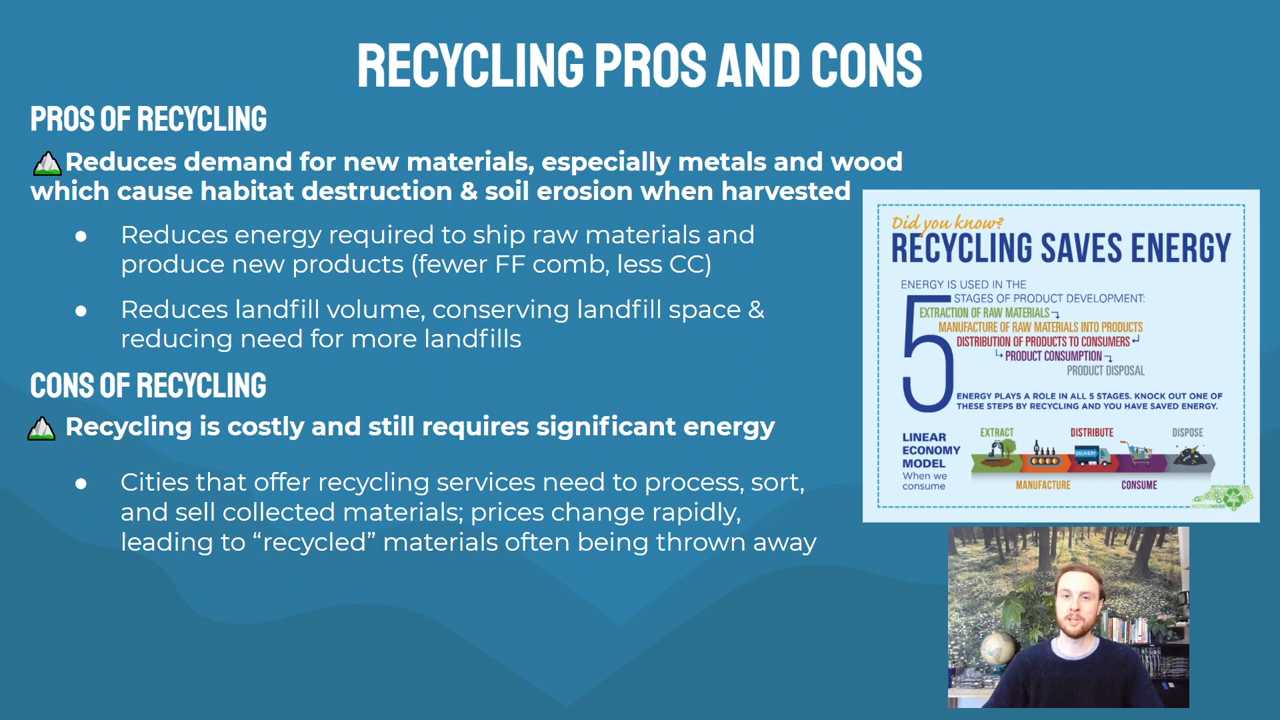 RECYCLING PROS AND CONS
PROS OF RECYCLING
Reduces demand for new materials, especially metals and wood
which cause habitat destruction & soil erosion when harvested
● Reduces energy required to ship raw materials and
produce new products (fewer FF comb, less CC)
● Reduces landfill volume, conserving landfill space &
reducing need for more landfills
CONS OF RECYCLING
Recycling is costly and still requires significant energy
● Cities that offer recycling services need to process, sort,
and sell collected materials; prices change rapidly,
leading to “recycled” materials often being thrown away
Did you know?
RECYCLING SAVES ENERGY
ENERGY IS USED IN THE
5 STAGES OF PRODUCT DEVELOPMENT:
EXTRACTION OF RAW MATERIALS
MANUFACTURE OF RAW MATERIALS INTO PRODUCTS
DISTRIBUTION OF PRODUCTS TO CONSUMERS
PRODUCT CONSUMPTION
PRODUCT DISPOSAL
ENERGY PLAYS A ROLE IN ALL 5 STAGES. KNOCK OUT ONE OF
THESE STEPS BY RECYCLING AND YOU HAVE SAVED ENERGY.
LINEAR
ECONOMY
MODEL
When we
consume
EXTRACT
MANUFACTURE
DISTRIBUTE
DELIVERY
CONSUME
DISPOSE